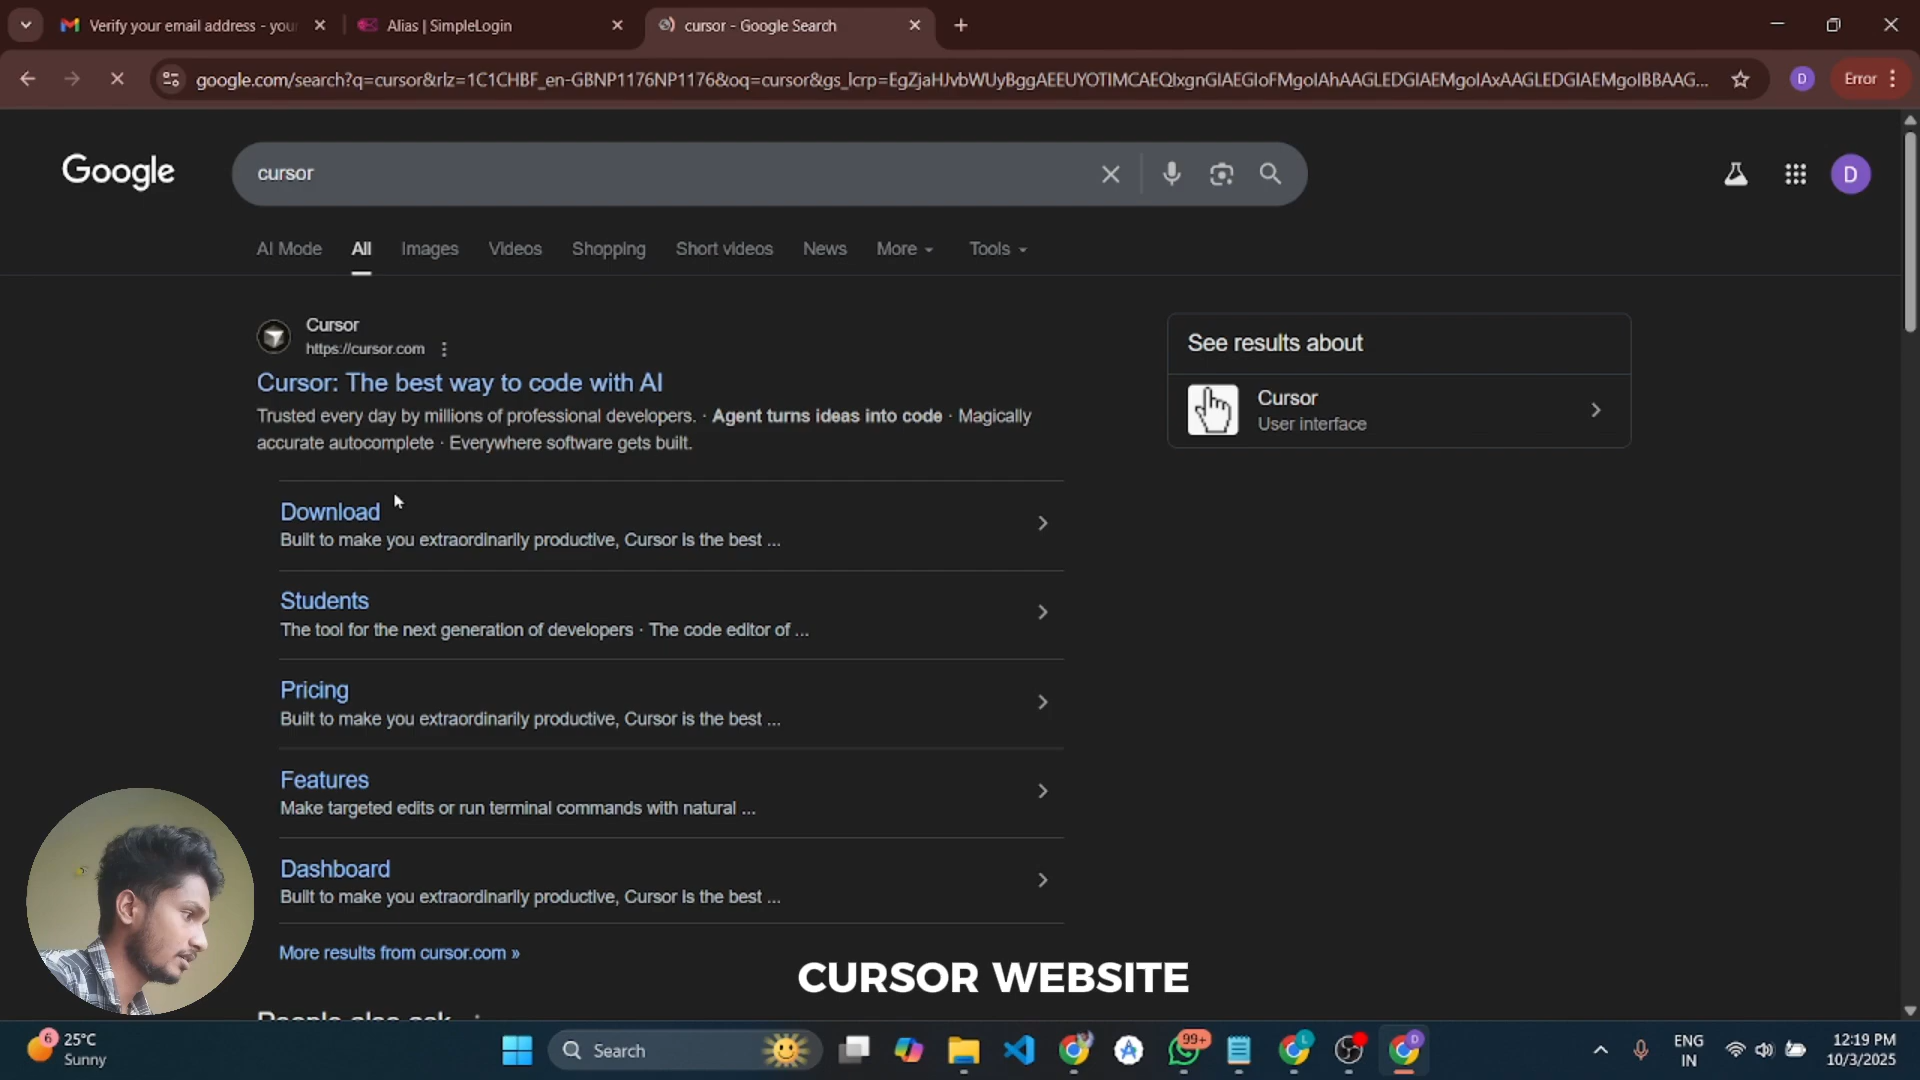 Verify your email address - you
Alias | SimpleLogin
cursor - Google Search
google.com/search?q=cursor&rlz=1C1CHBF_en-GBNP1176NP1176&oq=cursor&gs_lcrp=EgZjaHJvbWUyBggAEEUYOTIMCAEQIxgnGIAEGIoFMgoIAhAAGLEDGIAEMgoIAxAAGLEDGIAEMgoIBBAAG...
Error
D
Google
cursor
D
AI Mode
All
Images
Videos
Shopping
Short videos
News
More
Tools
Cursor
https://cursor.com
Cursor: The best way to code with AI
Trusted every day by millions of professional developers. · Agent turns ideas into code · Magically
accurate autocomplete · Everywhere software gets built.
See results about
Cursor
User interface
Download
Built to make you extraordinarily productive, Cursor is the best ...
Students
The tool for the next generation of developers · The code editor of ...
Pricing
Built to make you extraordinarily productive, Cursor is the best ...
Features
Make targeted edits or run terminal commands with natural ...
Dashboard
Built to make you extraordinarily productive, Cursor is the best ...
More results from cursor.com »
CURSOR WEBSITE
People also ask
6
25°C
Sunny
Search
99+
L
D
ENG
IN
12:19 PM
10/3/2025